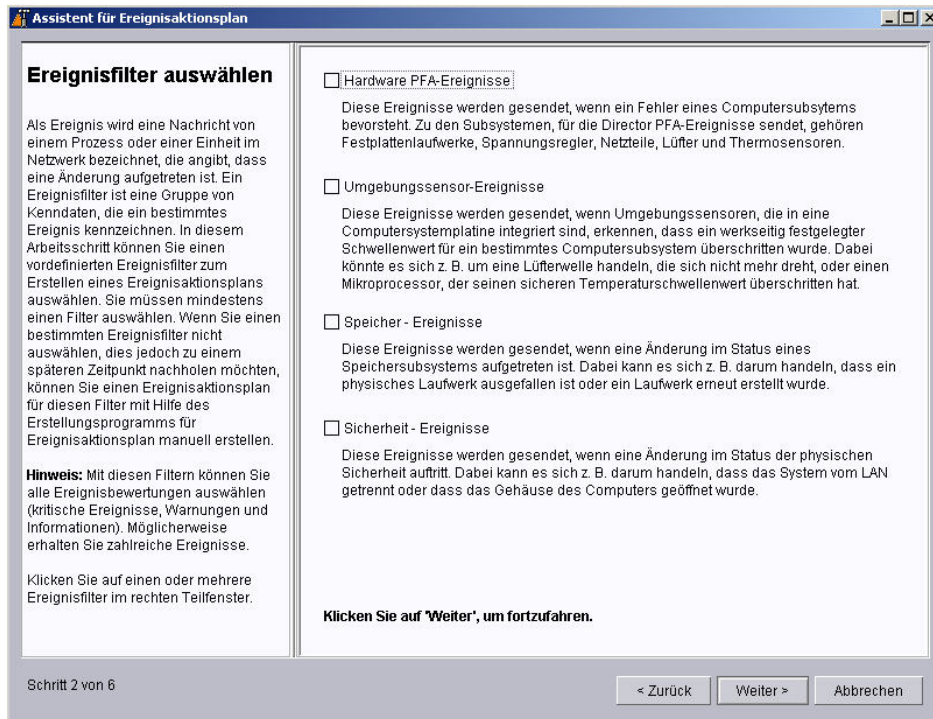 Assistent für Ereignisaktionsplan
Ereignisfilter auswählen
Als Ereignis wird eine Nachricht von
einem Prozess oder einer Einheit im
Netzwerk bezeichnet, die angibt, dass
eine Änderung aufgetreten ist. Ein
Ereignisfilter ist eine Gruppe von
Kenndaten, die ein bestimmtes
Ereignis kennzeichnen. In diesem
Arbeitsschritt können Sie einen
vordefinierten Ereignisfilter zum
Erstellen eines Ereignisaktionsplans
auswählen. Sie müssen mindestens
einen Filter auswählen. Wenn Sie einen
bestimmten Ereignisfilter nicht
auswählen, dies jedoch zu einem
späteren Zeitpunkt nachholen möchten,
können Sie einen Ereignisaktionsplan
für diesen Filter mit Hilfe des
Erstellungsprogramms für
Ereignisaktionsplan manuell erstellen.
Hinweis: Mit diesen Filtern können Sie
alle Ereignisbewertungen auswählen
(kritische Ereignisse, Warnungen und
Informationen). Möglicherweise
erhalten Sie zahlreiche Ereignisse.
Klicken Sie auf einen oder mehrere
Ereignisfilter im rechten Teilfenster.
Hardware PFA-Ereignisse
Diese Ereignisse werden gesendet, wenn ein Fehler eines Computersubsytems
bevorsteht. Zu den Subsystemen, für die Director PFA-Ereignisse sendet, gehören
Festplattenlaufwerke, Spannungsregler, Netzteile, Lüfter und Thermosensoren.
Umgebungssensor-Ereignisse
Diese Ereignisse werden gesendet, wenn Umgebungssensoren, die in eine
Computersystemplatine integriert sind, erkennen, dass ein werkseitig festgelegter
Schwellenwert für ein bestimmtes Computersubsystem überschritten wurde. Dabei
könnte es sich z. B. um eine Lüfterwelle handeln, die sich nicht mehr dreht, oder einen
Mikroprocessor, der seinen sicheren Temperaturschwellenwert überschritten hat.
Speicher - Ereignisse
Diese Ereignisse werden gesendet, wenn eine Änderung im Status eines
Speichersubsystems aufgetreten ist. Dabei kann es sich z. B. darum handeln, dass ein
physisches Laufwerk ausgefallen ist oder ein Laufwerk erneut erstellt wurde.
Sicherheit - Ereignisse
Diese Ereignisse werden gesendet, wenn eine Änderung im Status der physischen
Sicherheit auftritt. Dabei kann es sich z. B. darum handeln, dass das System vom LAN
getrennt oder dass das Gehäuse des Computers geöffnet wurde.
Klicken Sie auf 'Weiter', um fortzufahren.
Schritt 2 von 6
< Zurück
Weiter >
Abbrechen